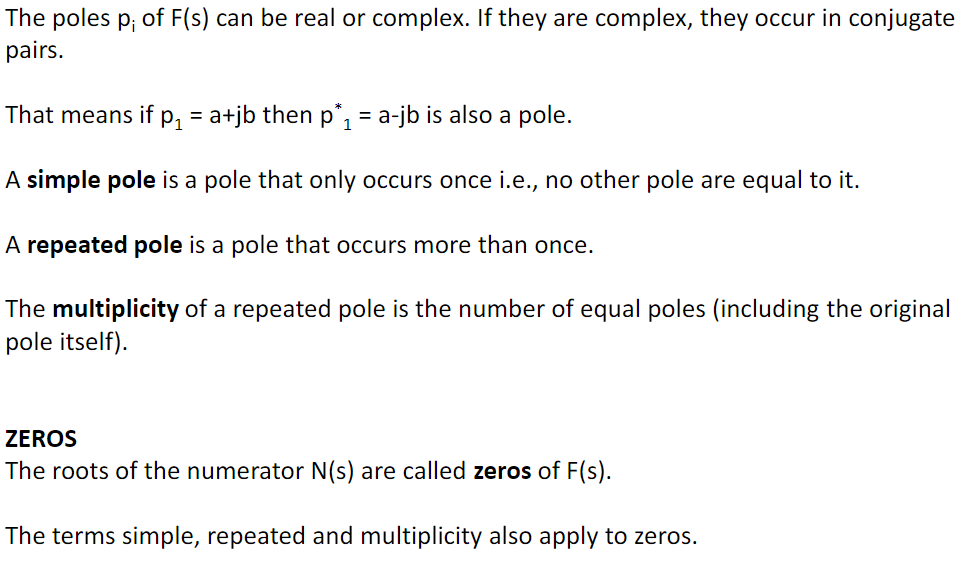 The poles pᵢ of F(s) can be real or complex. If they are complex, they occur in conjugate
pairs.
That means if p₁ = a+jb then p*₁ = a-jb is also a pole.
A simple pole is a pole that only occurs once i.e., no other pole are equal to it.
A repeated pole is a pole that occurs more than once.
The multiplicity of a repeated pole is the number of equal poles (including the original
pole itself).
ZEROS
The roots of the numerator N(s) are called zeros of F(s).
The terms simple, repeated and multiplicity also apply to zeros.